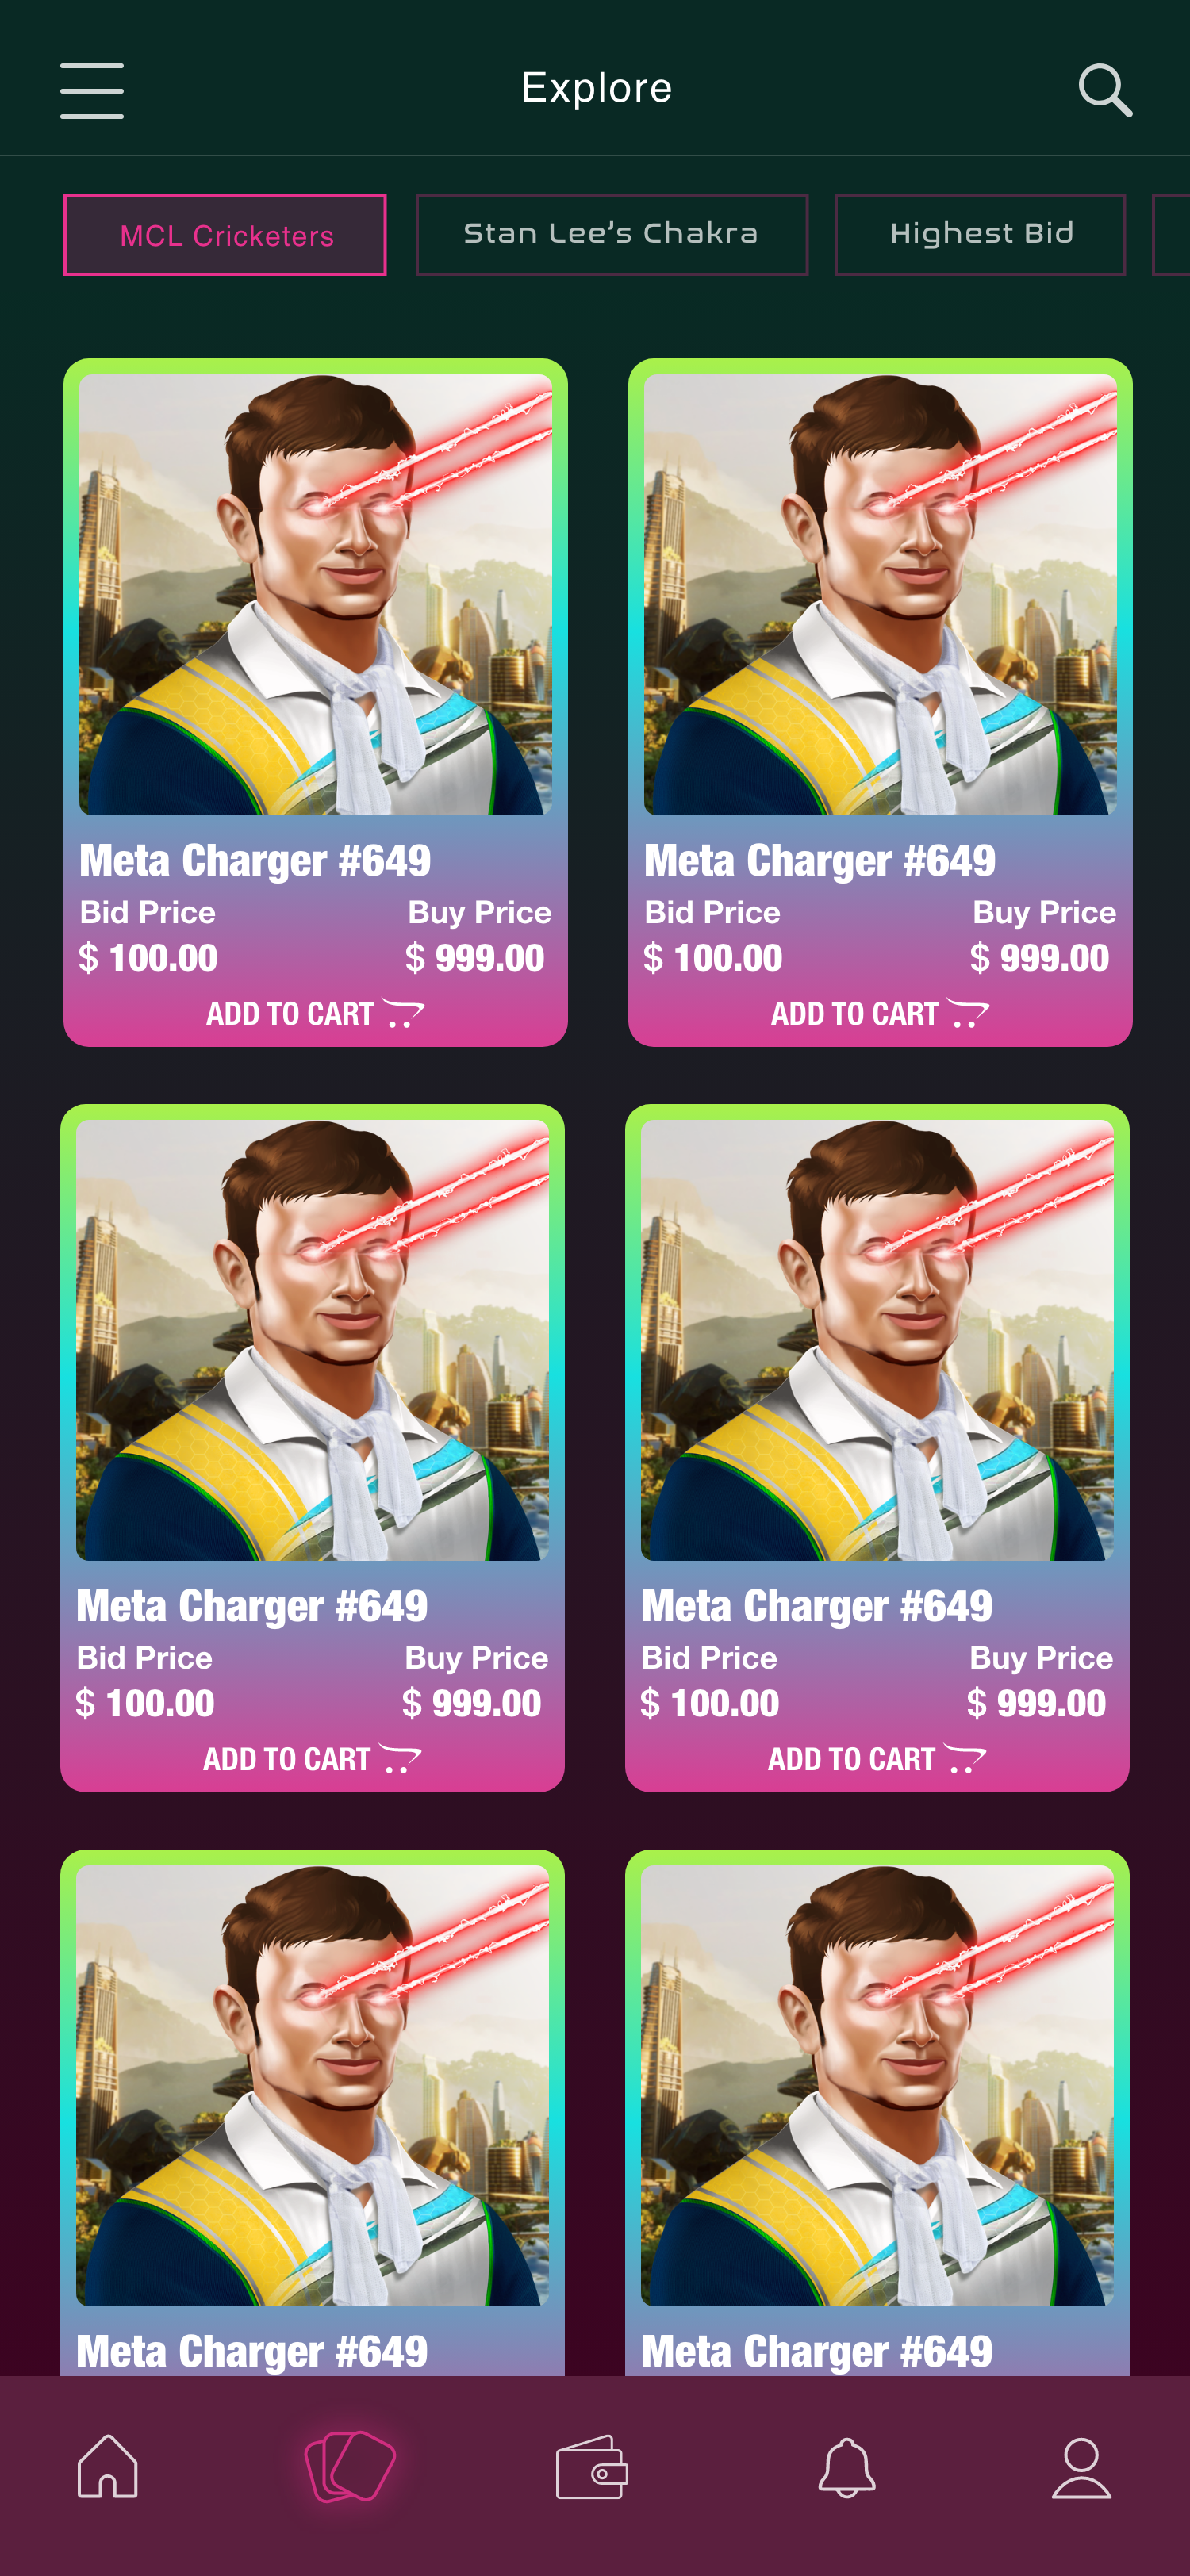 Explore
MCL Cricketers
Stan Lee's Chakra
Highest Bid
Meta Charger #649
Bid Price Buy Price
$ 100.00 $ 999.00
ADD TO CART
Meta Charger #649
Bid Price Buy Price
$ 100.00 $ 999.00
ADD TO CART
Meta Charger #649
Bid Price Buy Price
$ 100.00 $ 999.00
ADD TO CART
Meta Charger #649
Bid Price Buy Price
$ 100.00 $ 999.00
ADD TO CART
Meta Charger #649
Meta Charger #649